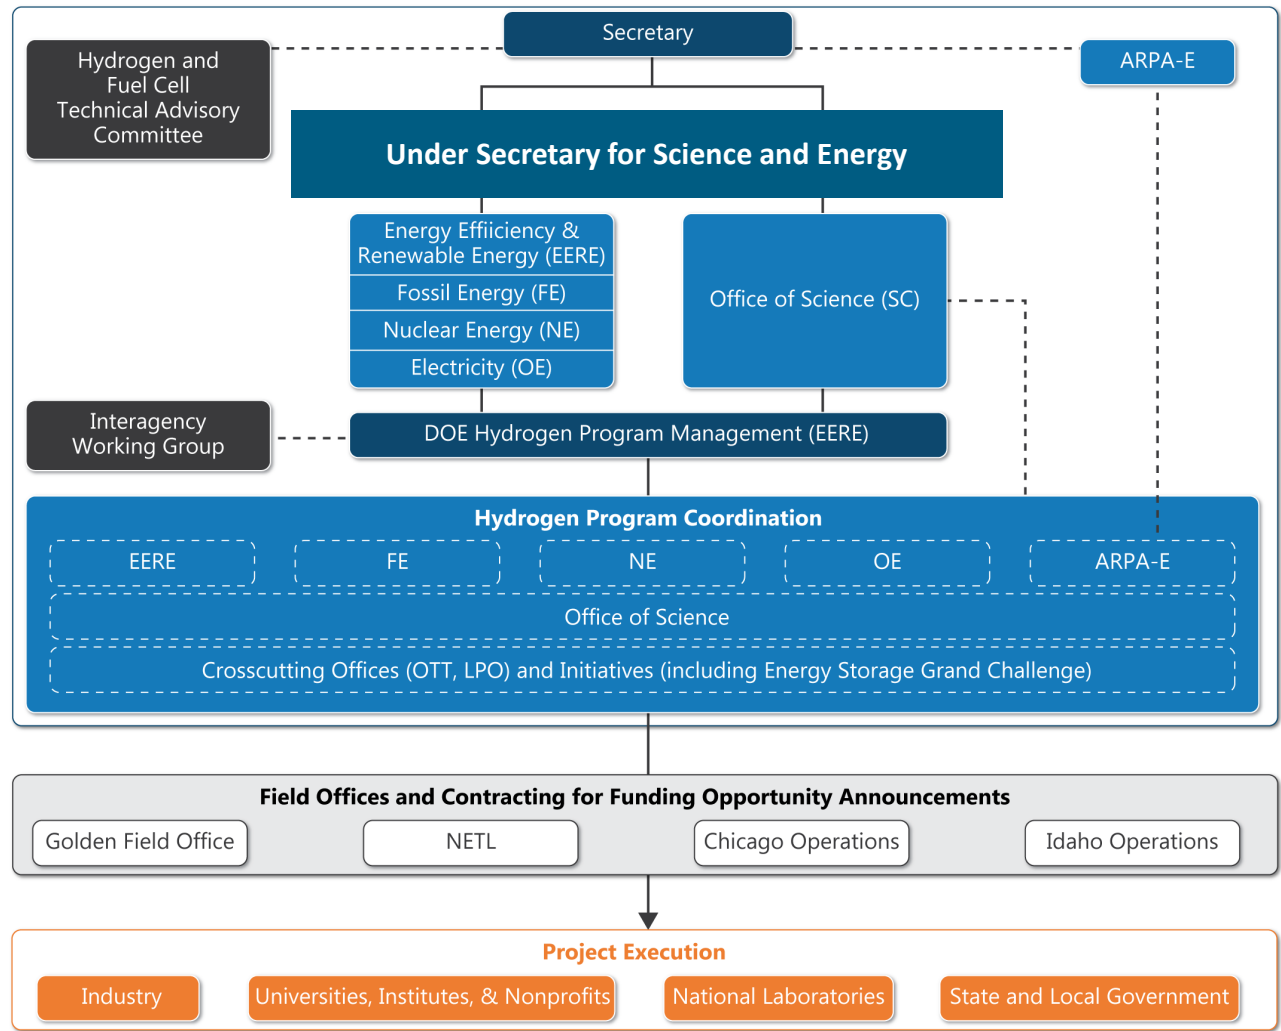 Secretary
Hydrogen and
Fuel Cell
Technical Advisory
Committee
ARPA-E
Under Secretary for Science and Energy
Energy Effiiciency &
Renewable Energy (EERE)
Fossil Energy (FE)
Nuclear Energy (NE)
Electricity (OE)
Office of Science (SC)
Interagency
Working Group
DOE Hydrogen Program Management (EERE)
Hydrogen Program Coordination
EERE
FE
NE
OE
ARPA-E
Office of Science
Crosscutting Offices (OTT, LPO) and Initiatives (including Energy Storage Grand Challenge)
Field Offices and Contracting for Funding Opportunity Announcements
Golden Field Office
NETL
Chicago Operations
Idaho Operations
Project Execution
Industry
Universities, Institutes, & Nonprofits
National Laboratories
State and Local Government